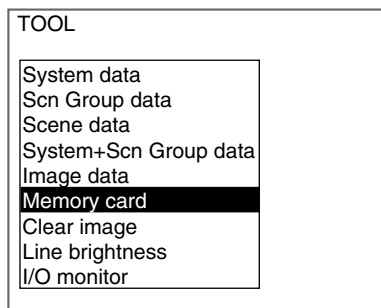 TOOL
System data
Scn Group data
Scene data
System+Scn Group data
Image data
Memory card
Clear image
Line brightness
I/O monitor